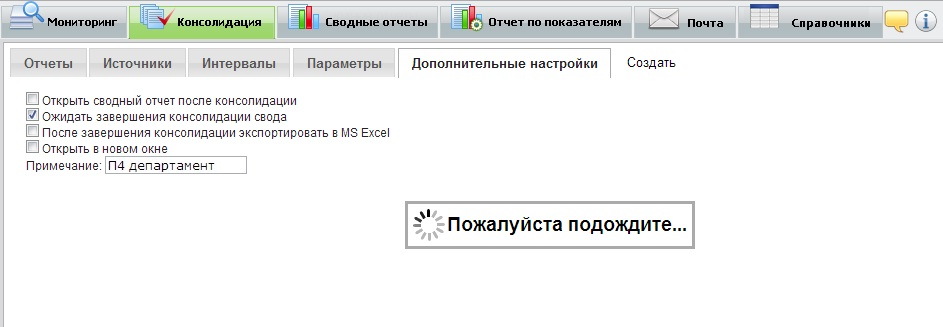 Мониторинг Консолидация Сводные отчеты Отчет по показателям Почта Справочники
Отчеты Источники Интервалы Параметры Дополнительные настройки Создать
Открыть сводный отчет после консолидации
Ожидать завершения консолидации свода
После завершения консолидации экспортировать в MS Excel
Открыть в новом окне
Примечание: П4 департамент
Пожалуйста подождите...